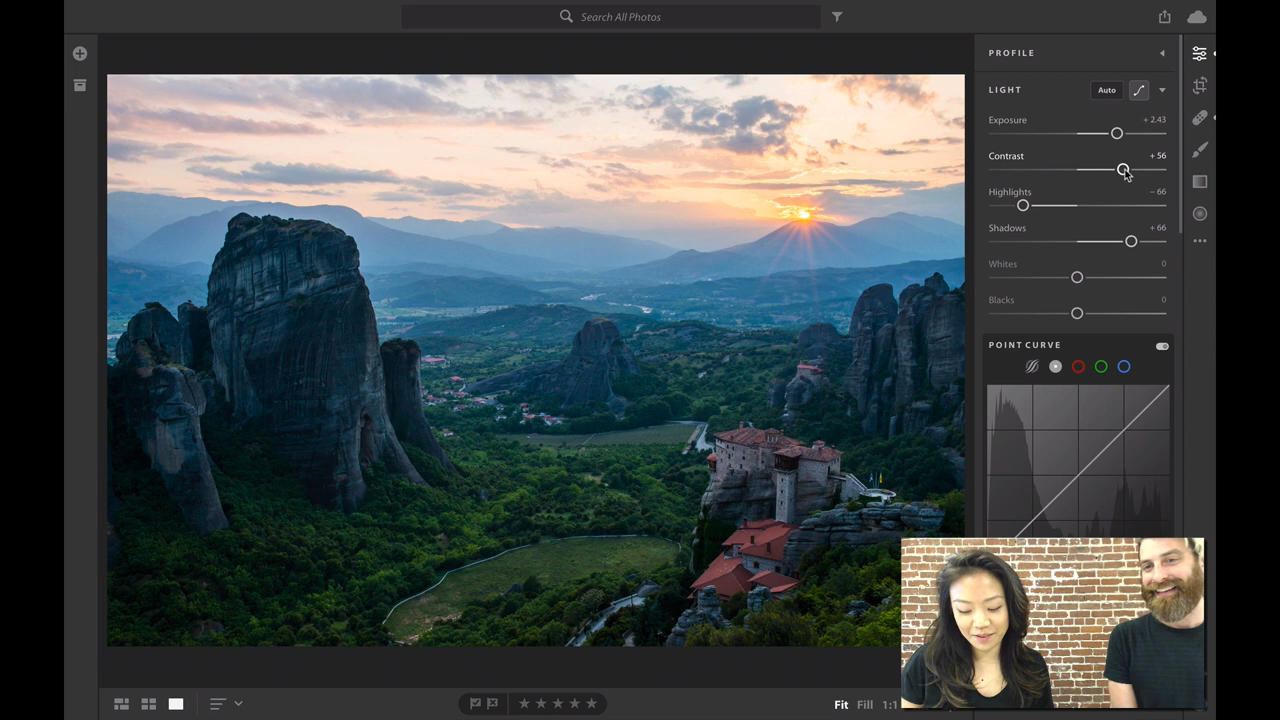 Search All Photos
PROFILE
LIGHT
Auto
Exposure
+ 2.43
Contrast
+ 56
Highlights
– 66
Shadows
+ 66
Whites
0
Blacks
0
POINT CURVE
Fit
Fill
1:1